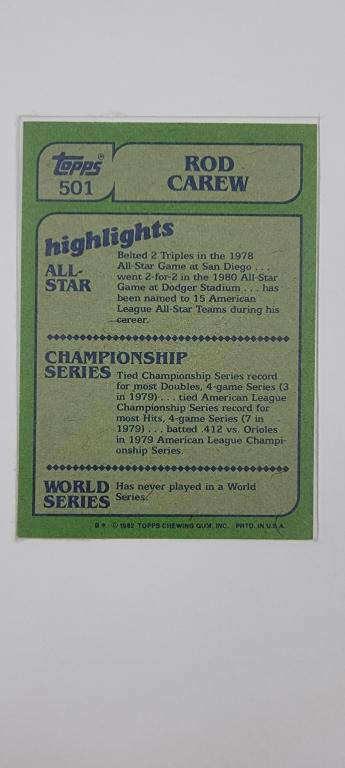 Topps®
501
ROD
CAREW
highlights
ALL-
STAR
Belted 2 Triples in the 1978
All-Star Game at San Diego . . .
went 2-for-2 in the 1980 All-Star
Game at Dodger Stadium . . . has
been named to 15 American
League All-Star Teams during his
career.
CHAMPIONSHIP
SERIES
Tied Championship Series record
for most Doubles, 4-game Series (3
in 1979) . . . tied American League
Championship Series record for
most Hits, 4-game Series (7 in
1979) . . . batted .412 vs. Orioles
in 1979 American League Champi-
onship Series.
WORLD
SERIES
Has never played in a World
Series.
B* © 1982 TOPPS CHEWING GUM, INC. PRTD. IN U.S.A.